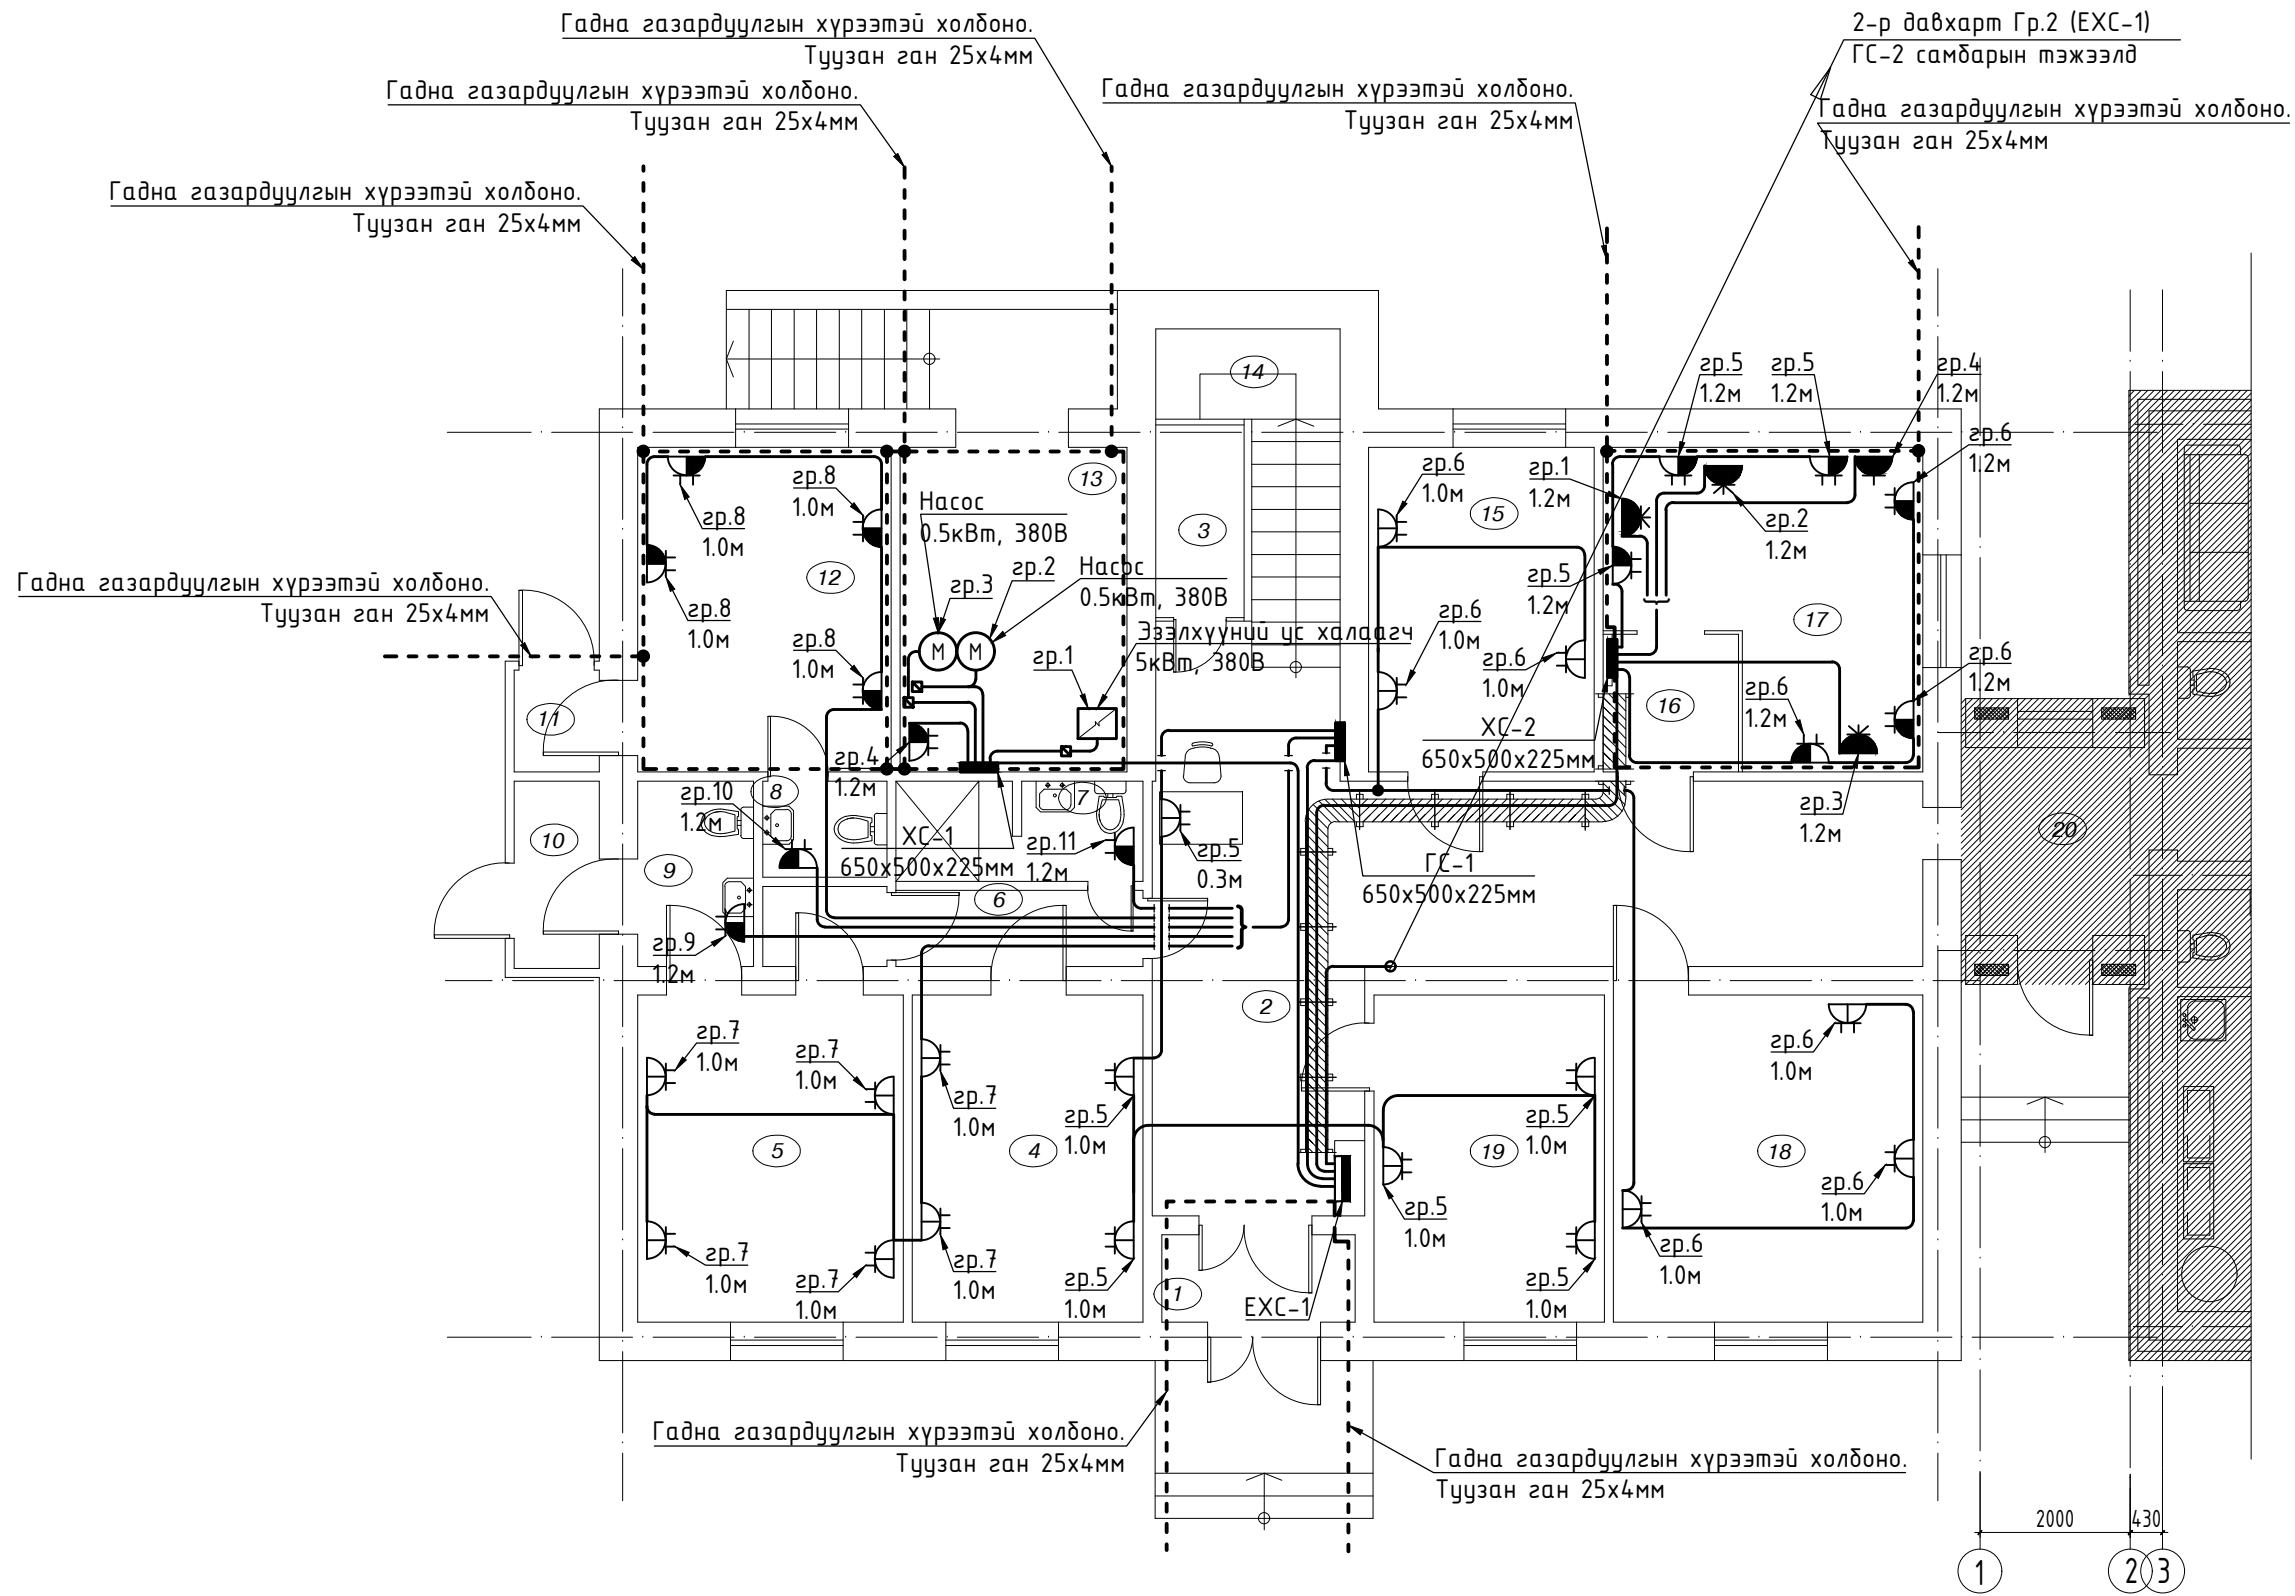 Гадна газардуулгын хүрээтэй холбоно.
Туузан ган 25х4мм
2-р давхарт Гр.2 (ЕХС-1)
ГС-2 самбарын тэжээлд
Гадна газардуулгын хүрээтэй холбоно.
Туузан ган 25х4мм
Гадна газардуулгын хүрээтэй холбоно.
Туузан ган 25х4мм
Гадна газардуулгын хүрээтэй холбоно.
Туузан ган 25х4мм
Гадна газардуулгын хүрээтэй холбоно.
Туузан ган 25х4мм
Гадна газардуулгын хүрээтэй холбоно.
Туузан ган 25х4мм
14
гр.5
1.2м
гр.5
1.2м
гр.4
1.2м
гр.6
1.2м
13
гр.8
1.0м
гр.8
1.0м
Насос
0.5кВт, 380В
3
гр.6
1.0м
15
гр.1
1.2м
гр.2
1.2м
12
гр.8
1.0м
гр.8
1.0м
гр.3
гр.2
Насос
0.5кВт, 380В
М
М
Эзэлхүүний ус халаагч
5кВт, 380В
гр.1
гр.6
1.0м
гр.6
1.0м
гр.5
1.2м
17
гр.6
1.2м
гр.6
1.2м
16
11
гр.4
1.2м
ХС-2
650х500х225мм
гр.3
1.2м
10
8
гр.10
1.2м
7
ХС-1
650х500х225мм
гр.11
1.2м
гр.5
0.3м
ГС-1
650х500х225мм
20
9
6
гр.9
1.2м
2
гр.7
1.0м
гр.7
1.0м
гр.7
1.0м
гр.5
1.0м
гр.5
1.0м
гр.6
1.0м
5
4
19
18
гр.5
1.0м
гр.6
1.0м
гр.7
1.0м
гр.7
1.0м
гр.7
1.0м
гр.5
1.0м
гр.5
1.0м
гр.6
1.0м
1
ЕХС-1
Гадна газардуулгын хүрээтэй холбоно.
Туузан ган 25х4мм
Гадна газардуулгын хүрээтэй холбоно.
Туузан ган 25х4мм
2000
430
1
2
3